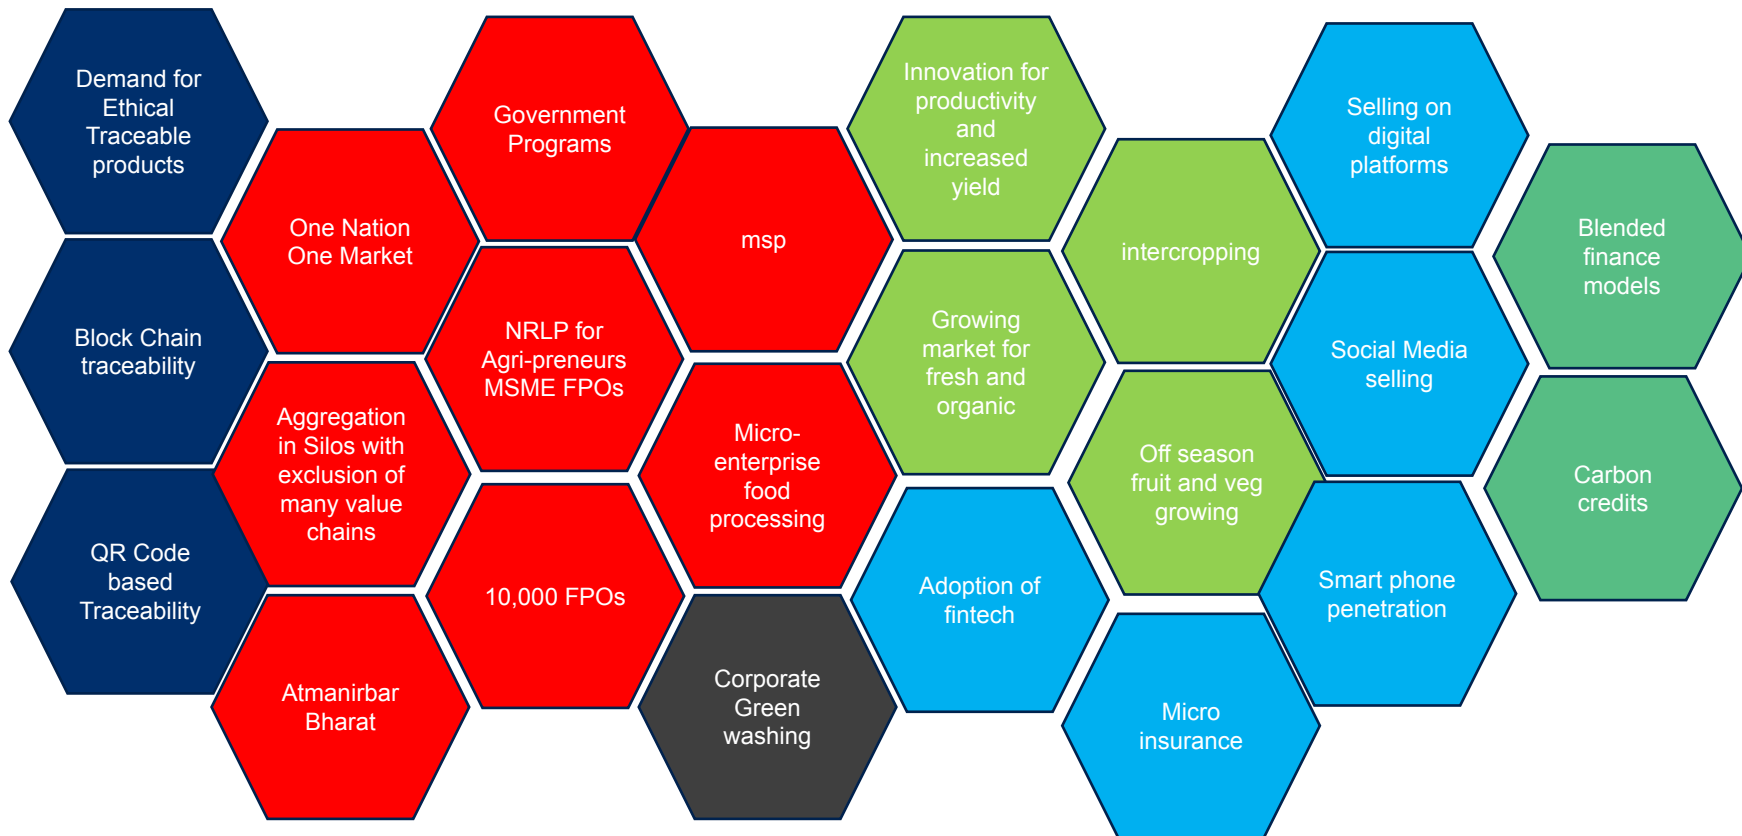 Demand for
Ethical
Traceable
products
Block Chain
traceability
QR Code
based
Traceability
One Nation
One Market
Aggregation
in Silos with
exclusion of
many value
chains
Atmanirbar
Bharat
Government
Programs
NRLP for
Agri-preneurs
MSME FPOs
10,000 FPOs
msp
Micro-
enterprise
food
processing
Corporate
Green
washing
Innovation for
productivity
and
increased
yield
Growing
market for
fresh and
organic
Adoption of
fintech
intercropping
Off season
fruit and veg
growing
Micro
insurance
Selling on
digital
platforms
Social Media
selling
Smart phone
penetration
Blended
finance
models
Carbon
credits